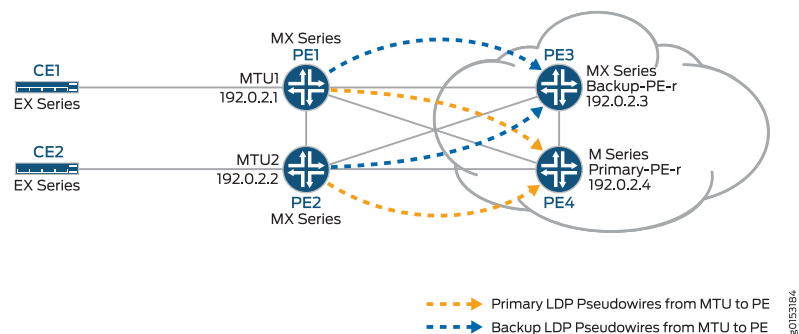 MX Series
PE1
CE1
EX Series
MTU1
192.0.2.1
PE3
MX Series
Backup-PE-r
192.0.2.3
CE2
EX Series
MTU2
192.0.2.2
PE2
MX Series
M Series
Primary-PE-r
192.0.2.4
PE4
Primary LDP Pseudowires from MTU to PE
Backup LDP Pseudowires from MTU to PE
g0153184